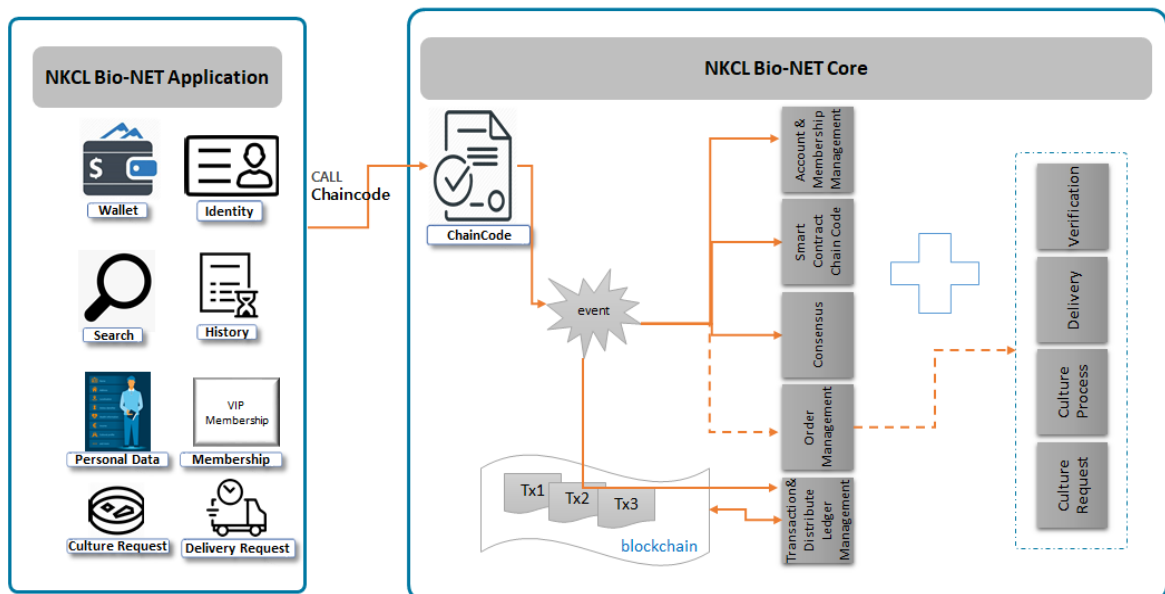 NKCL Bio-NET Application
$
Wallet
Identity
Search
History
Personal Data
VIP
Membership
Membership
Culture Request
Delivery Request
CALL
Chaincode
NKCL Bio-NET Core
ChainCode
event
Account &
Membership
Management
Smart
Contract
Chain Code
Consensus
Order
Management
Transaction&
Distribute
Ledger
Management
Tx1
Tx2
Tx3
blockchain
Verification
Delivery
Culture
Process
Culture
Request